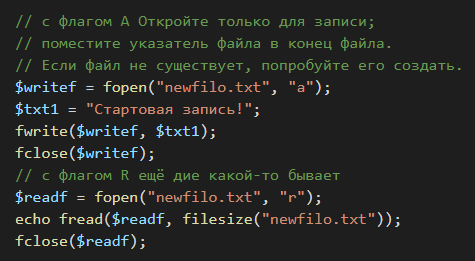 // с флагом А Откройте только для записи;
// поместите указатель файла в конец файла.
// Если файл не существует, попробуйте его создать.
$writef = fopen("newfilo.txt", "a");
$txt1 = "Стартовая запись!";
fwrite($writef, $txt1);
fclose($writef);
// с флагом R ещё дие какой-то бывает
$readf = fopen("newfilo.txt", "r");
echo fread($readf, filesize("newfilo.txt"));
fclose($readf);